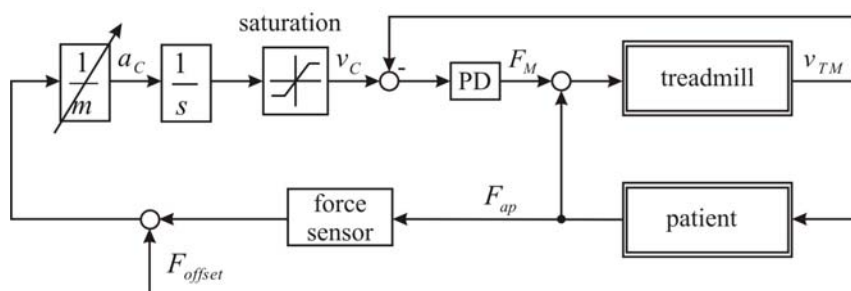 saturation
1
m
a_C
1
s
v_C
-
PD
F_M
treadmill
v_TM
F_ap
force
sensor
patient
F_offset